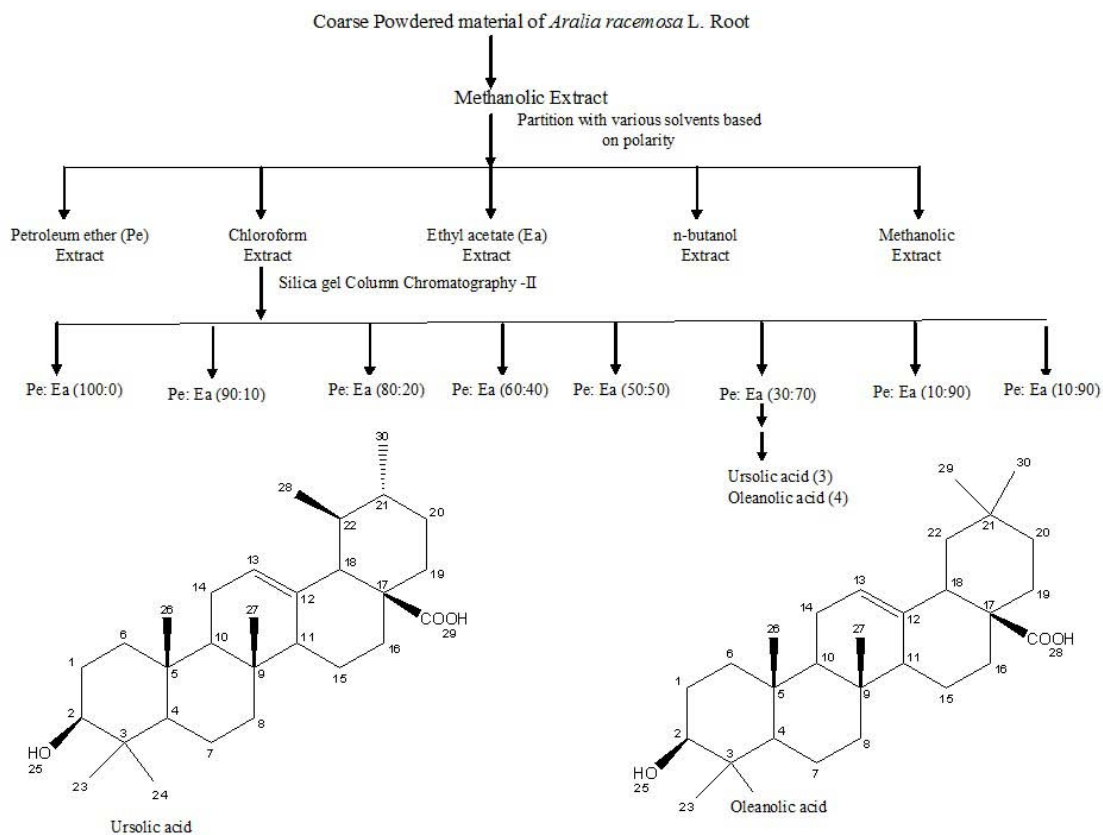 Coarse Powdered material of Aralia racemosa L. Root
Methanolic Extract
Partition with various solvents based
on polarity
Petroleum ether (Pe)
Extract
Chloroform
Extract
Ethyl acetate (Ea)
Extract
n-butanol
Extract
Methanolic
Extract
Silica gel Column Chromatography -II
Pe: Ea (100:0)
Pe: Ea (90:10)
Pe: Ea (80:20)
Pe: Ea (60:40)
Pe: Ea (50:50)
Pe: Ea (30:70)
Pe: Ea (10:90)
Pe: Ea (10:90)
Ursolic acid (3)
Oleanolic acid (4)
30
28
21
20
22
13
18
19
14
17
12
26
27
COOH
29
6
10
11
16
1
5
9
15
2
4
8
3
7
HO
25
23
24
Ursolic acid
29
30
21
22
20
13
18
19
14
17
12
26
27
COOH
28
6
10
11
16
1
5
9
15
2
4
8
3
7
HO
25
23
Oleanolic acid